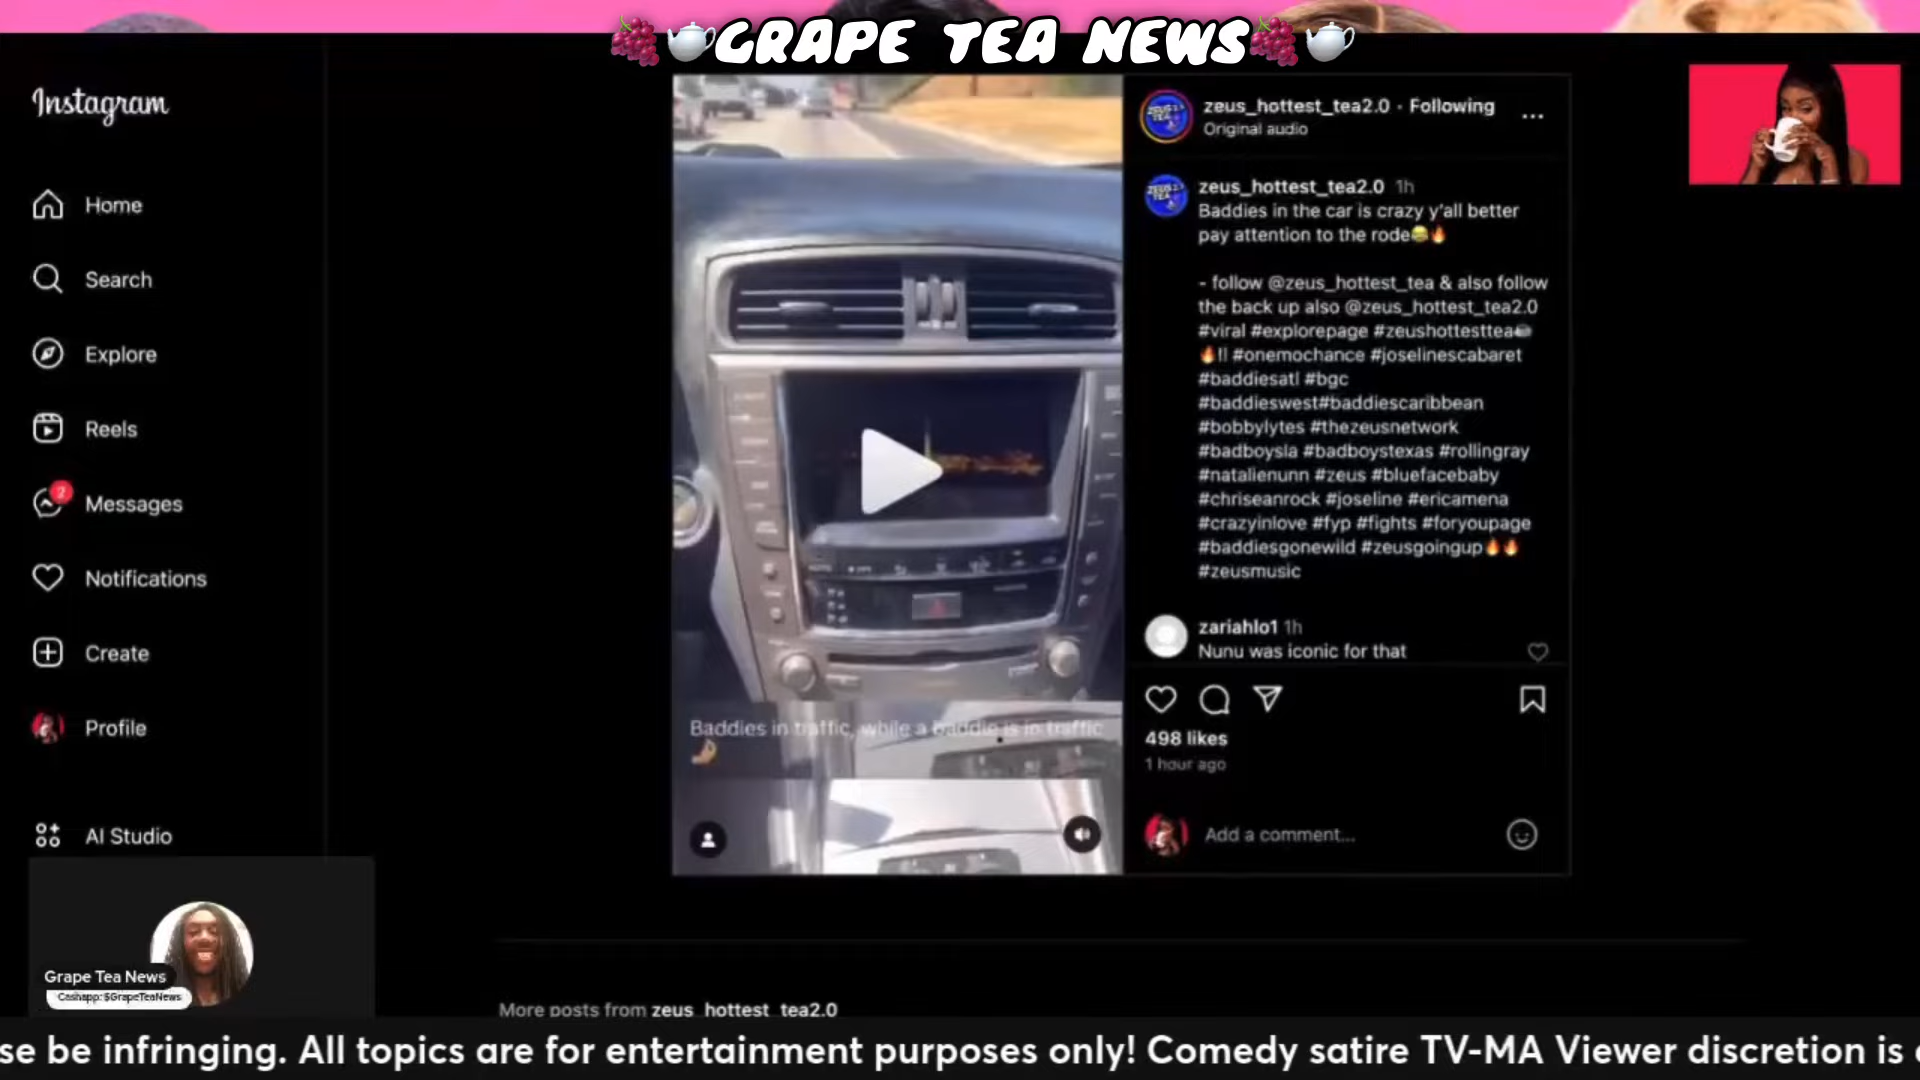 GRAPE TEA NEWS
Instagram
Home
Search
Explore
Reels
2
Messages
Notifications
Create
Profile
AI Studio
Grape Tea News
Cashapp: $GrapeTeaNews
Baddies in traffic, while a baddie is in traffic
zeus_hottest_tea2.0 • Following
Original audio
zeus_hottest_tea2.0 1h
Baddies in the car is crazy y'all better
pay attention to the rode😂🔥
- follow @zeus_hottest_tea & also follow
the back up also @zeus_hottest_tea2.0
#viral #explorepage #zeushottesttea
🔥!! #onemochance #joselinescabaret
#baddiesatl #bgc
#baddieswest#baddiescaribbean
#bobbylytes #thezeusnetwork
#badboysla #badboystexas #rollingray
#natalienunn #zeus #bluefacebaby
#chriseanrock #joseline #ericamena
#crazyinlove #fyp #fights #foryoupage
#baddiesgonewild #zeusgoingup🔥🔥
#zeusmusic
zariahlo1 1h
Nunu was iconic for that
498 likes
1 hour ago
Add a comment...
More posts from zeus_hottest_tea2.0
se be infringing. All topics are for entertainment purposes only! Comedy satire TV-MA Viewer discretion is